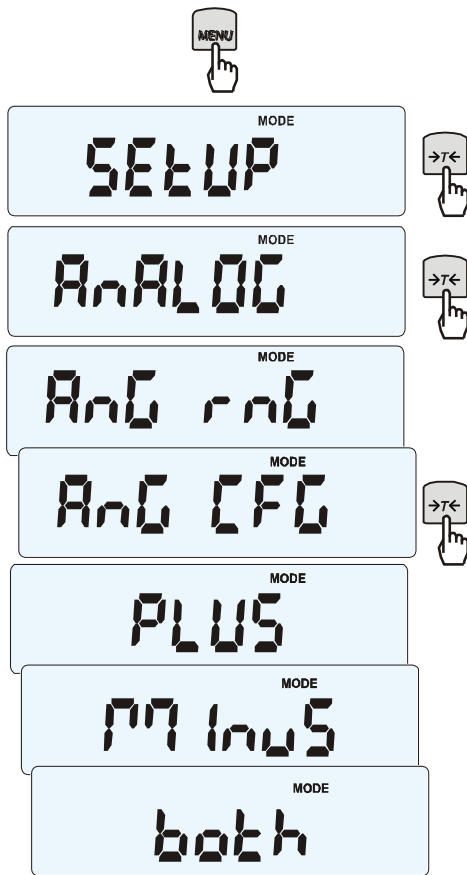 MENU
MODE
SEtUP
→T←
MODE
AnALOG
→T←
MODE
AnG rnG
MODE
AnG CFG
→T←
MODE
PLUS
MODE
MInuS
MODE
both